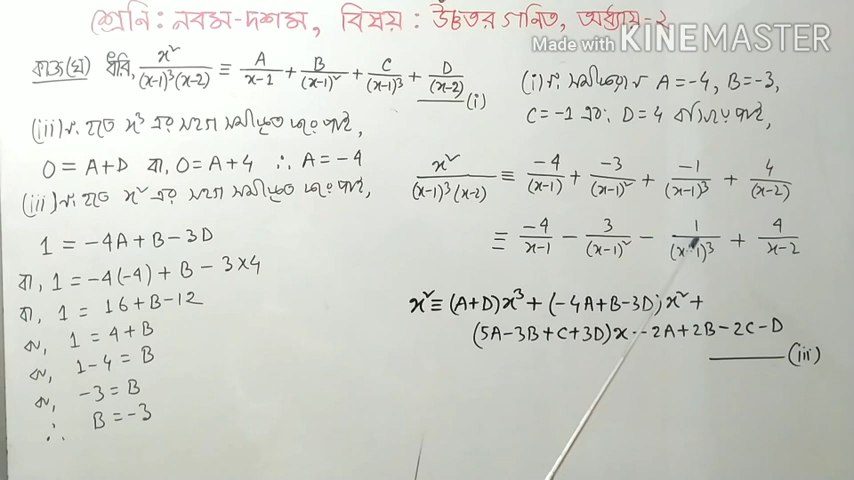 শ্রেণি: নবম-দশম, বিষয়: উচ্চতর গণিত, অধ্যায়-২
Made with KINEMASTER
কাজ(ঘ) ধরি, x²/(x-1)³(x-2) ≡ A/x-1 + B/(x-1)² + C/(x-1)³ + D/(x-2) —— (i)
(iii) নং হতে x³ এর সহগ সমীকৃত করে পাই,
0 = A+D বা, 0 = A+4 ∴ A = -4
(iii) নং হতে x² এর সহগ সমীকৃত করে পাই,
1 = -4A+B-3D
বা, 1 = -4(-4) + B - 3×4
বা, 1 = 16+B-12
বা, 1 = 4+B
বা, 1-4 = B
বা, -3 = B
∴ B = -3
(i) নং সমীকরণে A = -4, B = -3,
C = -1 এবং D = 4 বসিয়ে পাই,
x²/(x-1)³(x-2) ≡ -4/(x-1) + -3/(x-1)² + -1/(x-1)³ + 4/(x-2)
≡ -4/x-1 - 3/(x-1)² - 1/(x-1)³ + 4/x-2
x² ≡ (A+D)x³ + (-4A+B-3D)x² +
(5A-3B+C+3D)x - 2A+2B-2C-D
—— (iii)